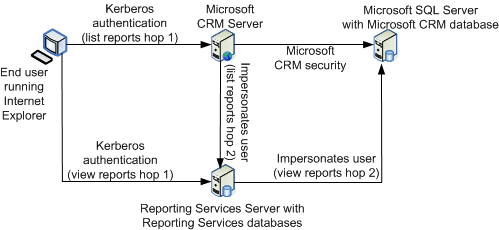 Kerberos
authentication
(list reports hop 1)
Microsoft
CRM Server
Microsoft SQL Server
with Microsoft CRM database
Microsoft
CRM security
End user
running
Internet
Explorer
Impersonates user
(list reports hop 2)
Kerberos
authentication
(view reports hop 1)
Impersonates user
(view reports hop 2)
Reporting Services Server with
Reporting Services databases